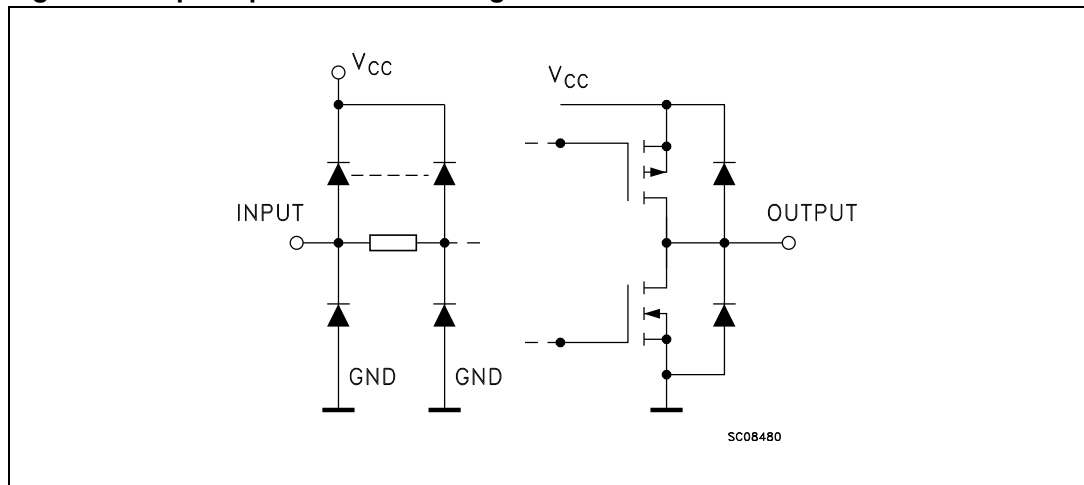 VCC
VCC
INPUT
OUTPUT
GND
GND
SC08480